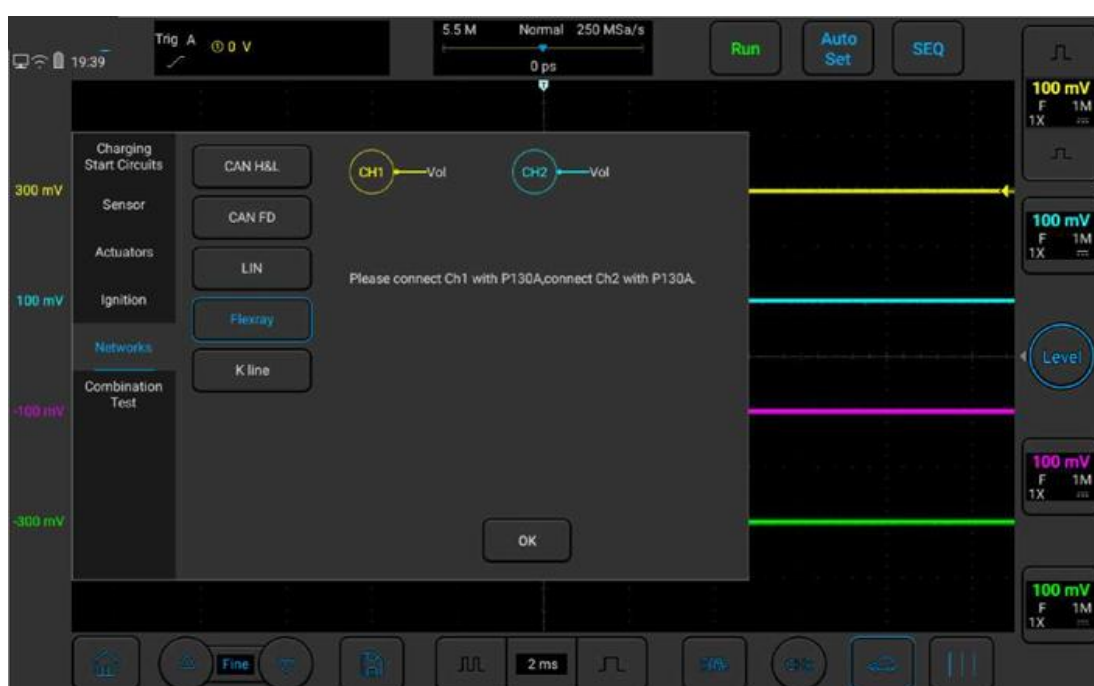 Trig A ① 0 V
5.5 M Normal 250 MSa/s
0 ps
Run
Auto
Set
SEQ
19:39
T
100 mV
F 1M
1X
Charging
Start Circuits
Sensor
Actuators
Ignition
Networks
Combination
Test
CAN H&L
CAN FD
LIN
Flexray
K line
CH1 Vol
CH2 Vol
Please connect Ch1 with P130A,connect Ch2 with P130A.
OK
300 mV
100 mV
-100 mV
-300 mV
100 mV
F 1M
1X
Level
100 mV
F 1M
1X
100 mV
F 1M
1X
Fine
2 ms